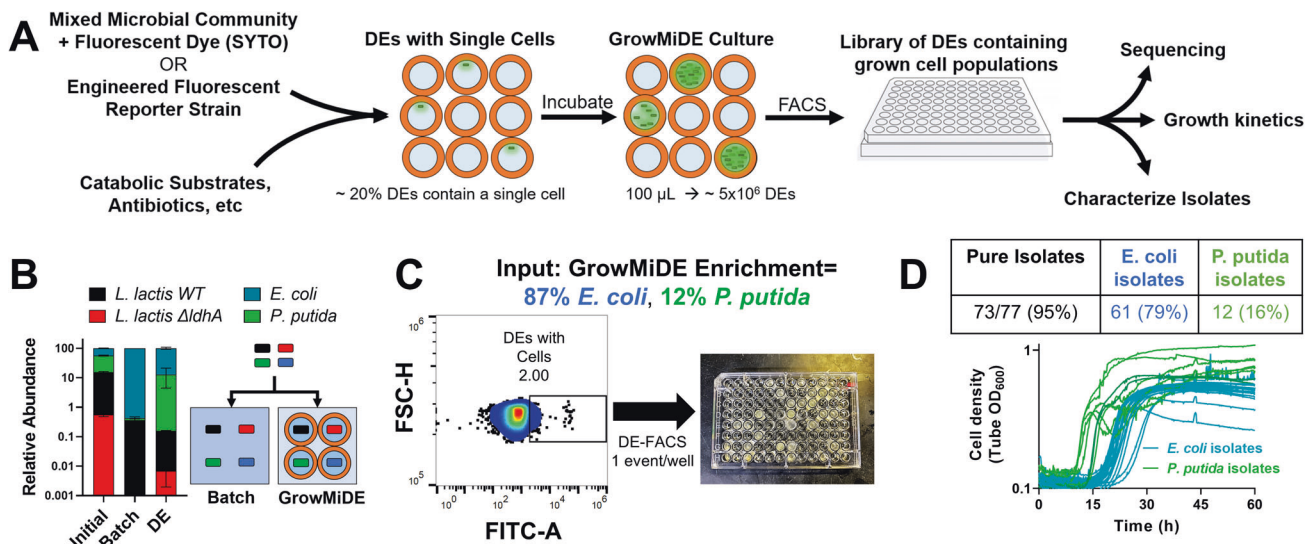 A
Mixed Microbial Community
+ Fluorescent Dye (SYTO)
OR
Engineered Fluorescent
Reporter Strain
Catabolic Substrates,
Antibiotics, etc
DEs with Single Cells
~ 20% DEs contain a single cell
Incubate
GrowMiDE Culture
100 µL → ~ 5x10⁶ DEs
FACS
Library of DEs containing
grown cell populations
Sequencing
Growth kinetics
Characterize Isolates
B
L. lactis WT
L. lactis ΔldhA
E. coli
P. putida
Relative Abundance
100
10
1
0.1
0.01
0.001
Initial
Batch
DE
Batch
GrowMiDE
C
Input: GrowMiDE Enrichment=
87% E. coli, 12% P. putida
FSC-H
10⁶
10⁵
DEs with
Cells
2.00
10⁰
10²
10⁴
10⁶
FITC-A
DE-FACS
1 event/well
D
Pure Isolates
E. coli
isolates
P. putida
isolates
73/77 (95%)
61 (79%)
12 (16%)
Cell density
(Tube OD₆₀₀)
1
0.1
0
15
30
45
60
Time (h)
E. coli isolates
P. putida isolates